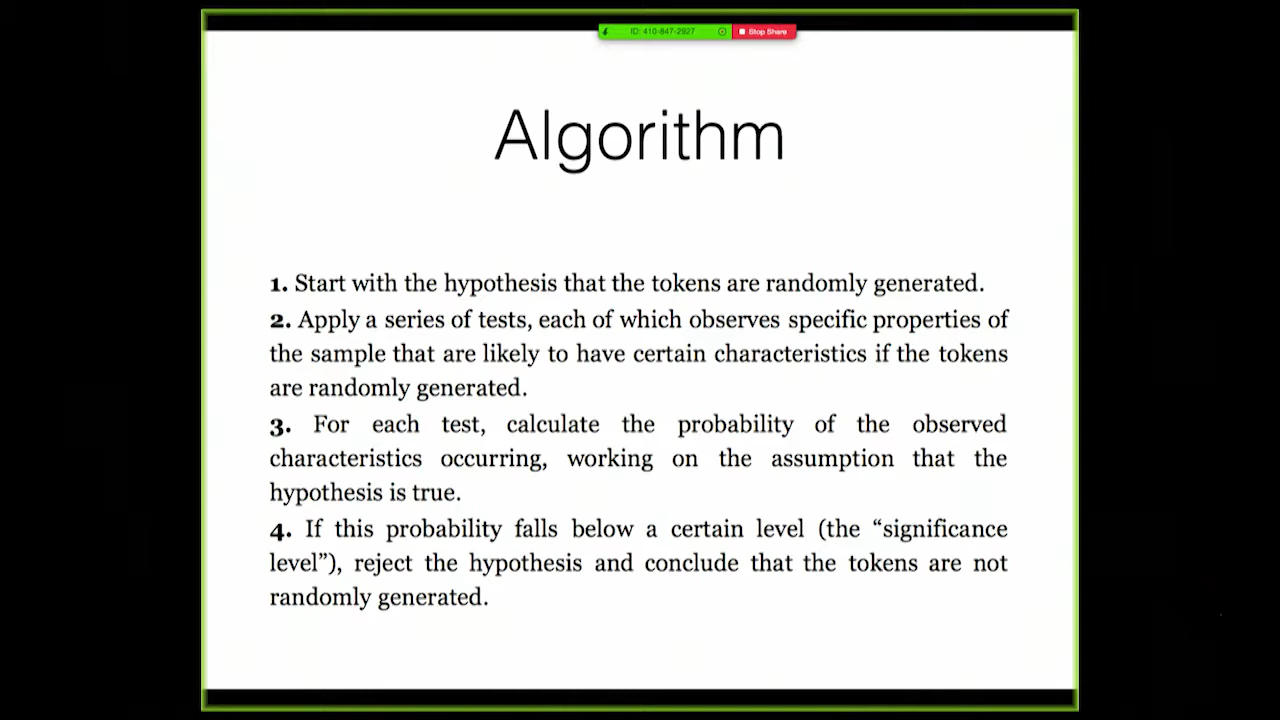 ID: 410-847-2927
Stop Share
Algorithm
1. Start with the hypothesis that the tokens are randomly generated.
2. Apply a series of tests, each of which observes specific properties of
the sample that are likely to have certain characteristics if the tokens
are randomly generated.
3. For each test, calculate the probability of the observed
characteristics occurring, working on the assumption that the
hypothesis is true.
4. If this probability falls below a certain level (the “significance
level”), reject the hypothesis and conclude that the tokens are not
randomly generated.